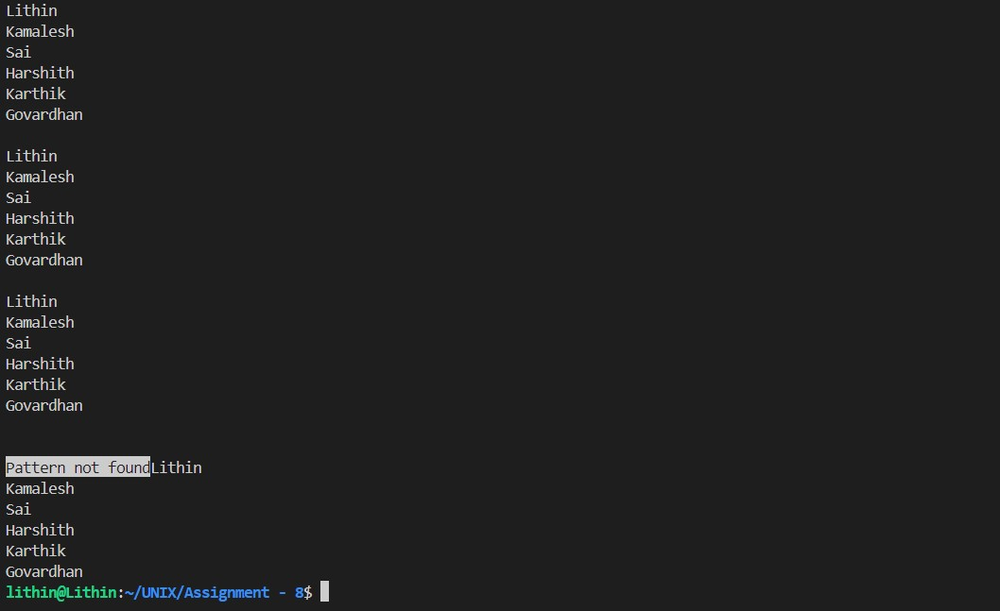 Lithin
Kamalesh
Sai
Harshith
Karthik
Govardhan
Lithin
Kamalesh
Sai
Harshith
Karthik
Govardhan
Lithin
Kamalesh
Sai
Harshith
Karthik
Govardhan
Pattern not foundLithin
Kamalesh
Sai
Harshith
Karthik
Govardhan
lithin@Lithin:~/UNIX/Assignment - 8$